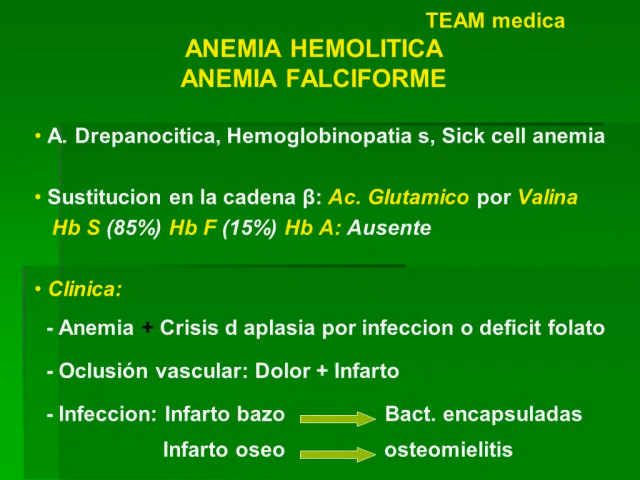 TEAM medica
ANEMIA HEMOLITICA
ANEMIA FALCIFORME
• A. Drepanocitica, Hemoglobinopatia s, Sick cell anemia
• Sustitucion en la cadena β: Ac. Glutamico por Valina
Hb S (85%) Hb F (15%) Hb A: Ausente
• Clinica:
- Anemia + Crisis d aplasia por infeccion o deficit folato
- Oclusión vascular: Dolor + Infarto
- Infeccion: Infarto bazo Bact. encapsuladas
Infarto oseo osteomielitis